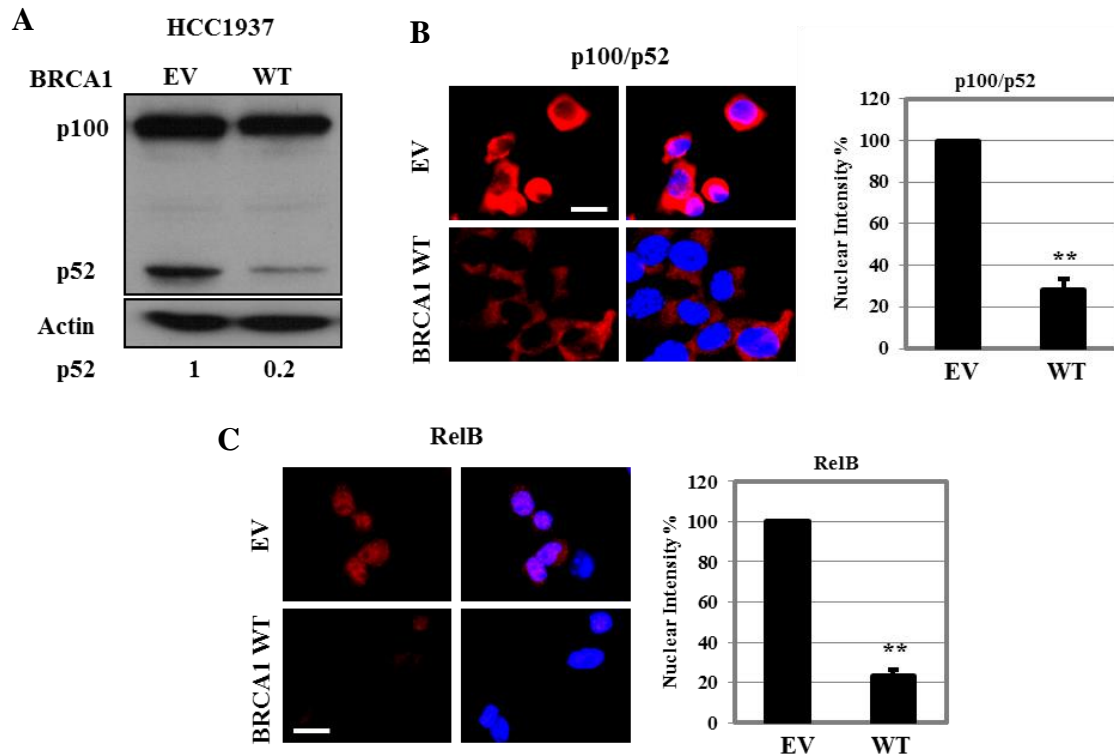 A
HCC1937
BRCA1 EV WT
p100
p52
Actin
p52 1 0.2
B
p100/p52
EV
BRCA1 WT
p100/p52
Nuclear Intensity %
120
100
80
60
40
20
0
**
EV WT
C
RelB
EV
BRCA1 WT
RelB
Nuclear Intensity %
120
100
80
60
40
20
0
**
EV WT